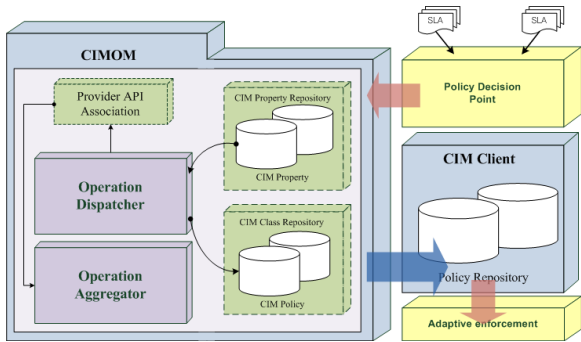 SLA
SLA
CIMOM
Provider API
Association
CIM Property Repository
CIM Property
Operation
Dispatcher
CIM Class Repository
CIM Policy
Operation
Aggregator
Policy Decision
Point
CIM Client
Policy Repository
Adaptive enforcement